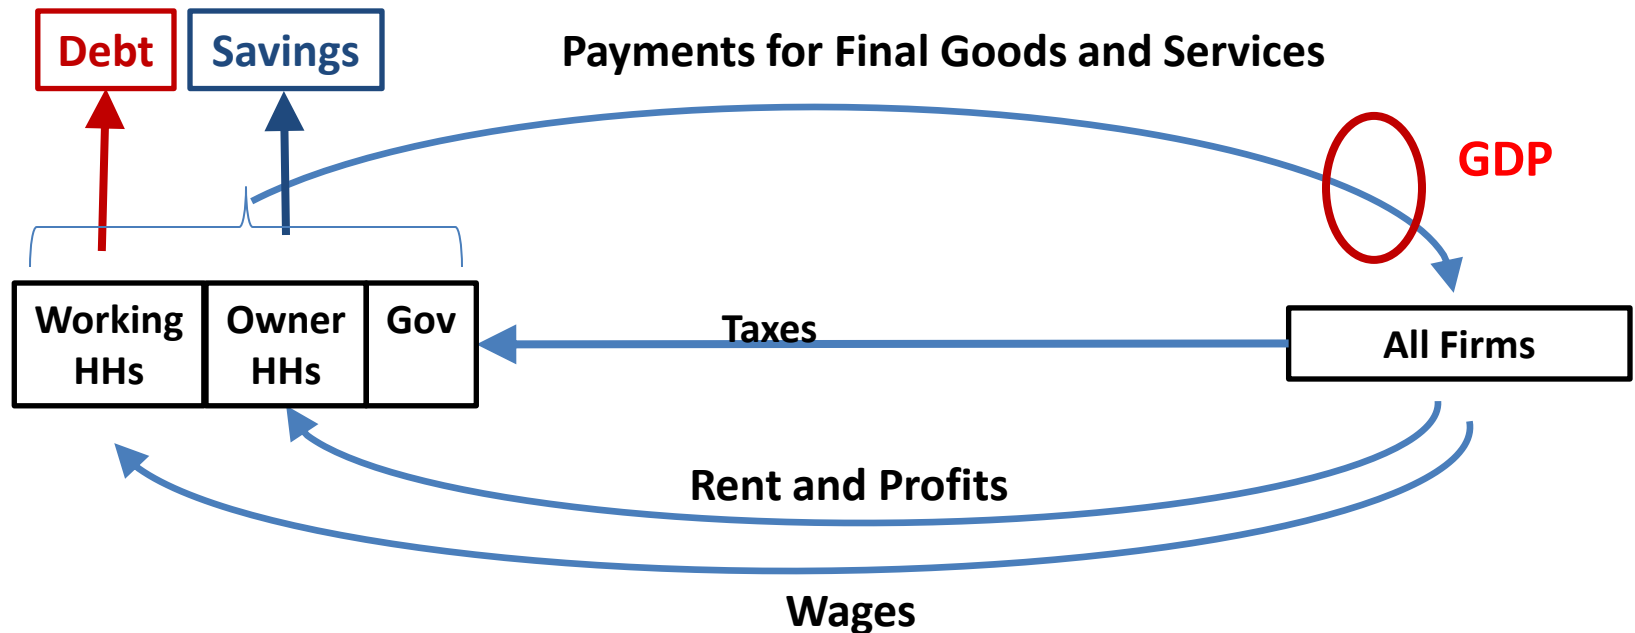 Debt
Savings
Payments for Final Goods and Services
GDP
Working
HHs
Owner
HHs
Gov
Taxes
All Firms
Rent and Profits
Wages